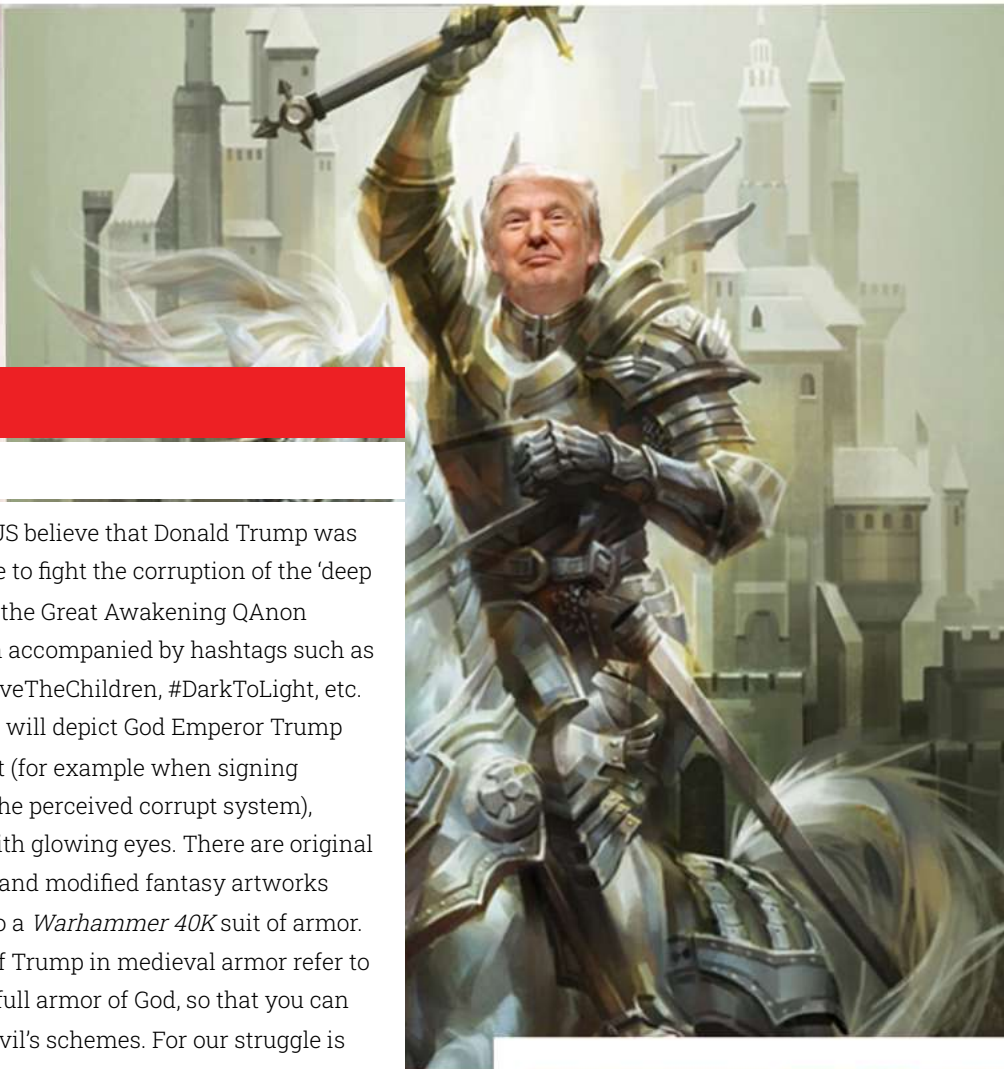 US believe that Donald Trump was
e to fight the corruption of the ‘deep
the Great Awakening QAnon
accompanied by hashtags such as
veTheChildren, #DarkToLight, etc.
will depict God Emperor Trump
t (for example when signing
he perceived corrupt system),
ith glowing eyes. There are original
and modified fantasy artworks
o a Warhammer 40K suit of armor.
f Trump in medieval armor refer to
full armor of God, so that you can
vil’s schemes. For our struggle is